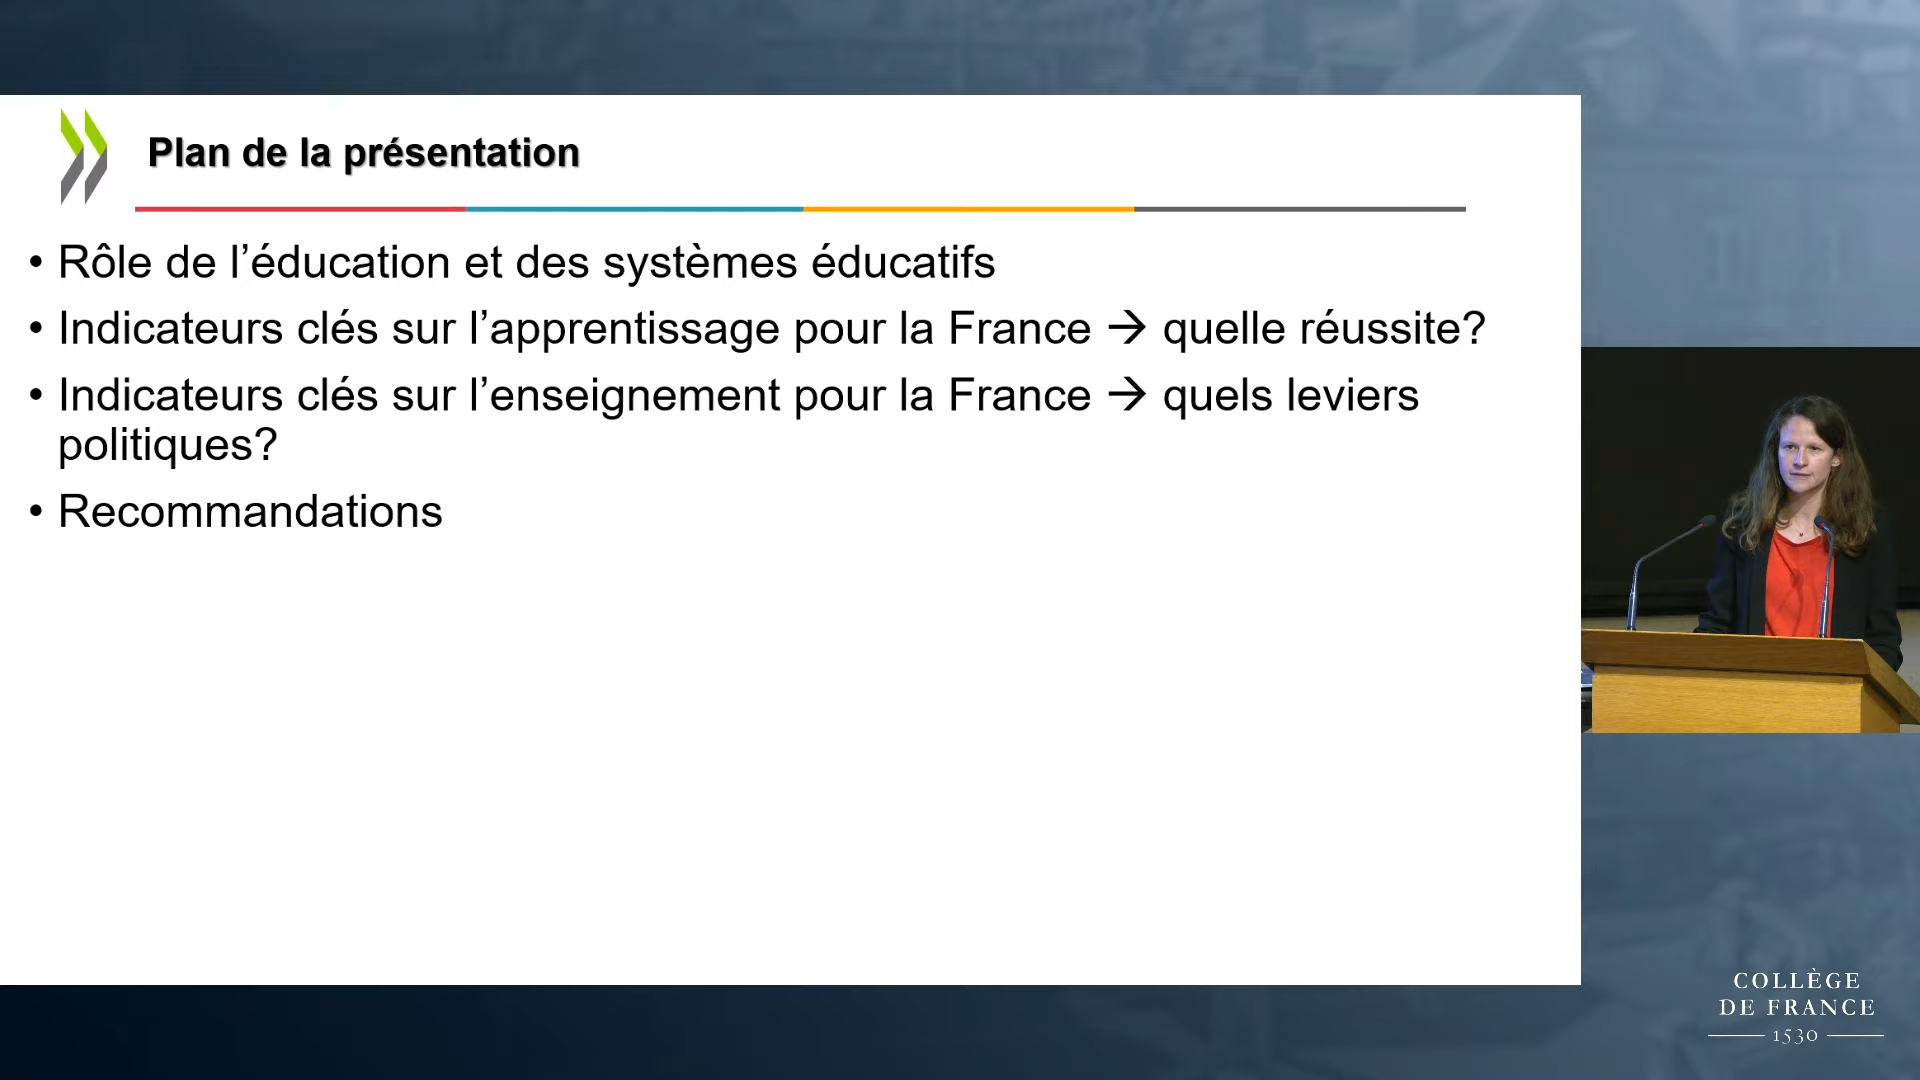 Plan de la présentation
• Rôle de l’éducation et des systèmes éducatifs
• Indicateurs clés sur l’apprentissage pour la France → quelle réussite?
• Indicateurs clés sur l’enseignement pour la France → quels leviers
politiques?
• Recommandations
COLLÈGE
DE FRANCE
1530